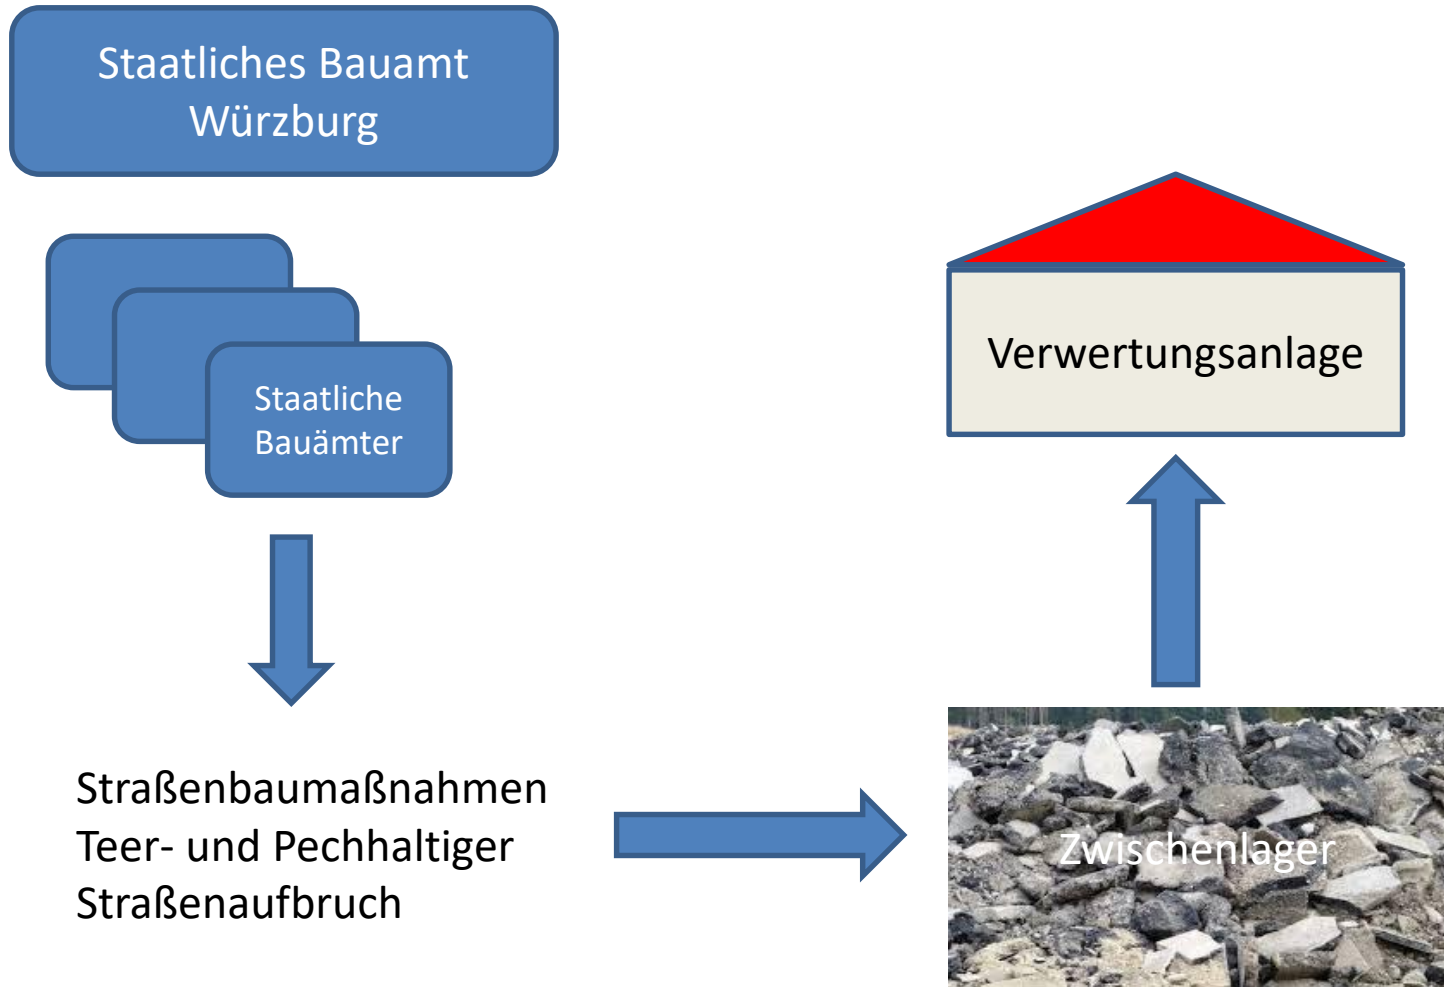 Staatliches Bauamt
Würzburg
Staatliche
Bauämter
Verwertungsanlage
Straßenbaumaßnahmen
Teer- und Pechhaltiger
Straßenaufbruch
Zwischenlager